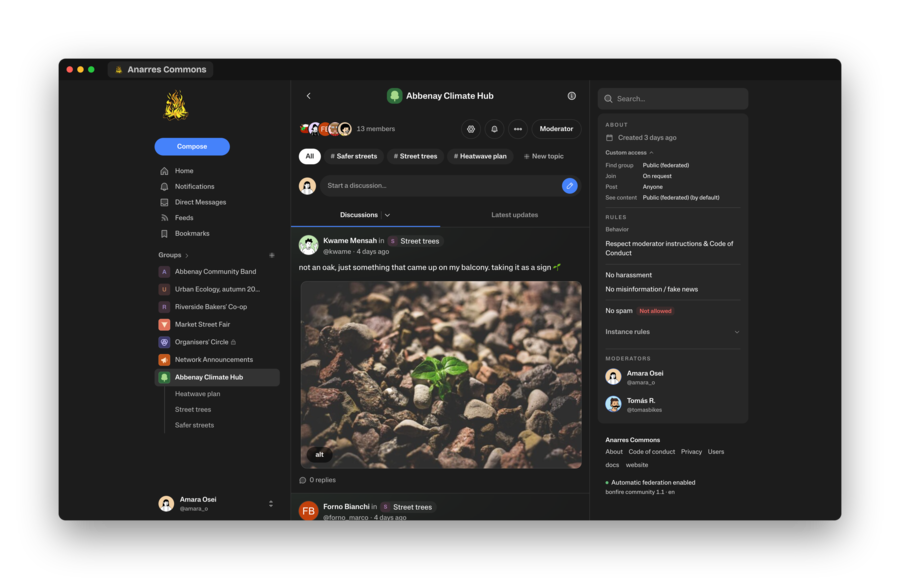 Anarres Commons
Compose
Home
Notifications
Direct Messages
Feeds
Bookmarks
Groups
A Abbenay Community Band
U Urban Ecology, autumn 20...
R Riverside Bakers' Co-op
Market Street Fair
Organisers' Circle
Network Announcements
Abbenay Climate Hub
Heatwave plan
Street trees
Safer streets
Amara Osei
@amara_o
Abbenay Climate Hub
13 members
Moderator
All # Safer streets # Street trees # Heatwave plan + New topic
Start a discussion...
Discussions Latest updates
Kwame Mensah in S Street trees
@kwame · 4 days ago
not an oak, just something that came up on my balcony. taking it as a sign
alt
0 replies
FB Forno Bianchi in S Street trees
@forno_marco · 4 days ago
Search...
ABOUT
Created 3 days ago
Custom access
Find group Public (federated)
Join On request
Post Anyone
See content Public (federated) (by default)
RULES
Behavior
Respect moderator instructions & Code of
Conduct
No harassment
No misinformation / fake news
No spam Not allowed
Instance rules
MODERATORS
Amara Osei
@amara_o
Tomás R.
@tomasbikes
Anarres Commons
About Code of conduct Privacy Users
docs website
Automatic federation enabled
bonfire community 1.1 · en